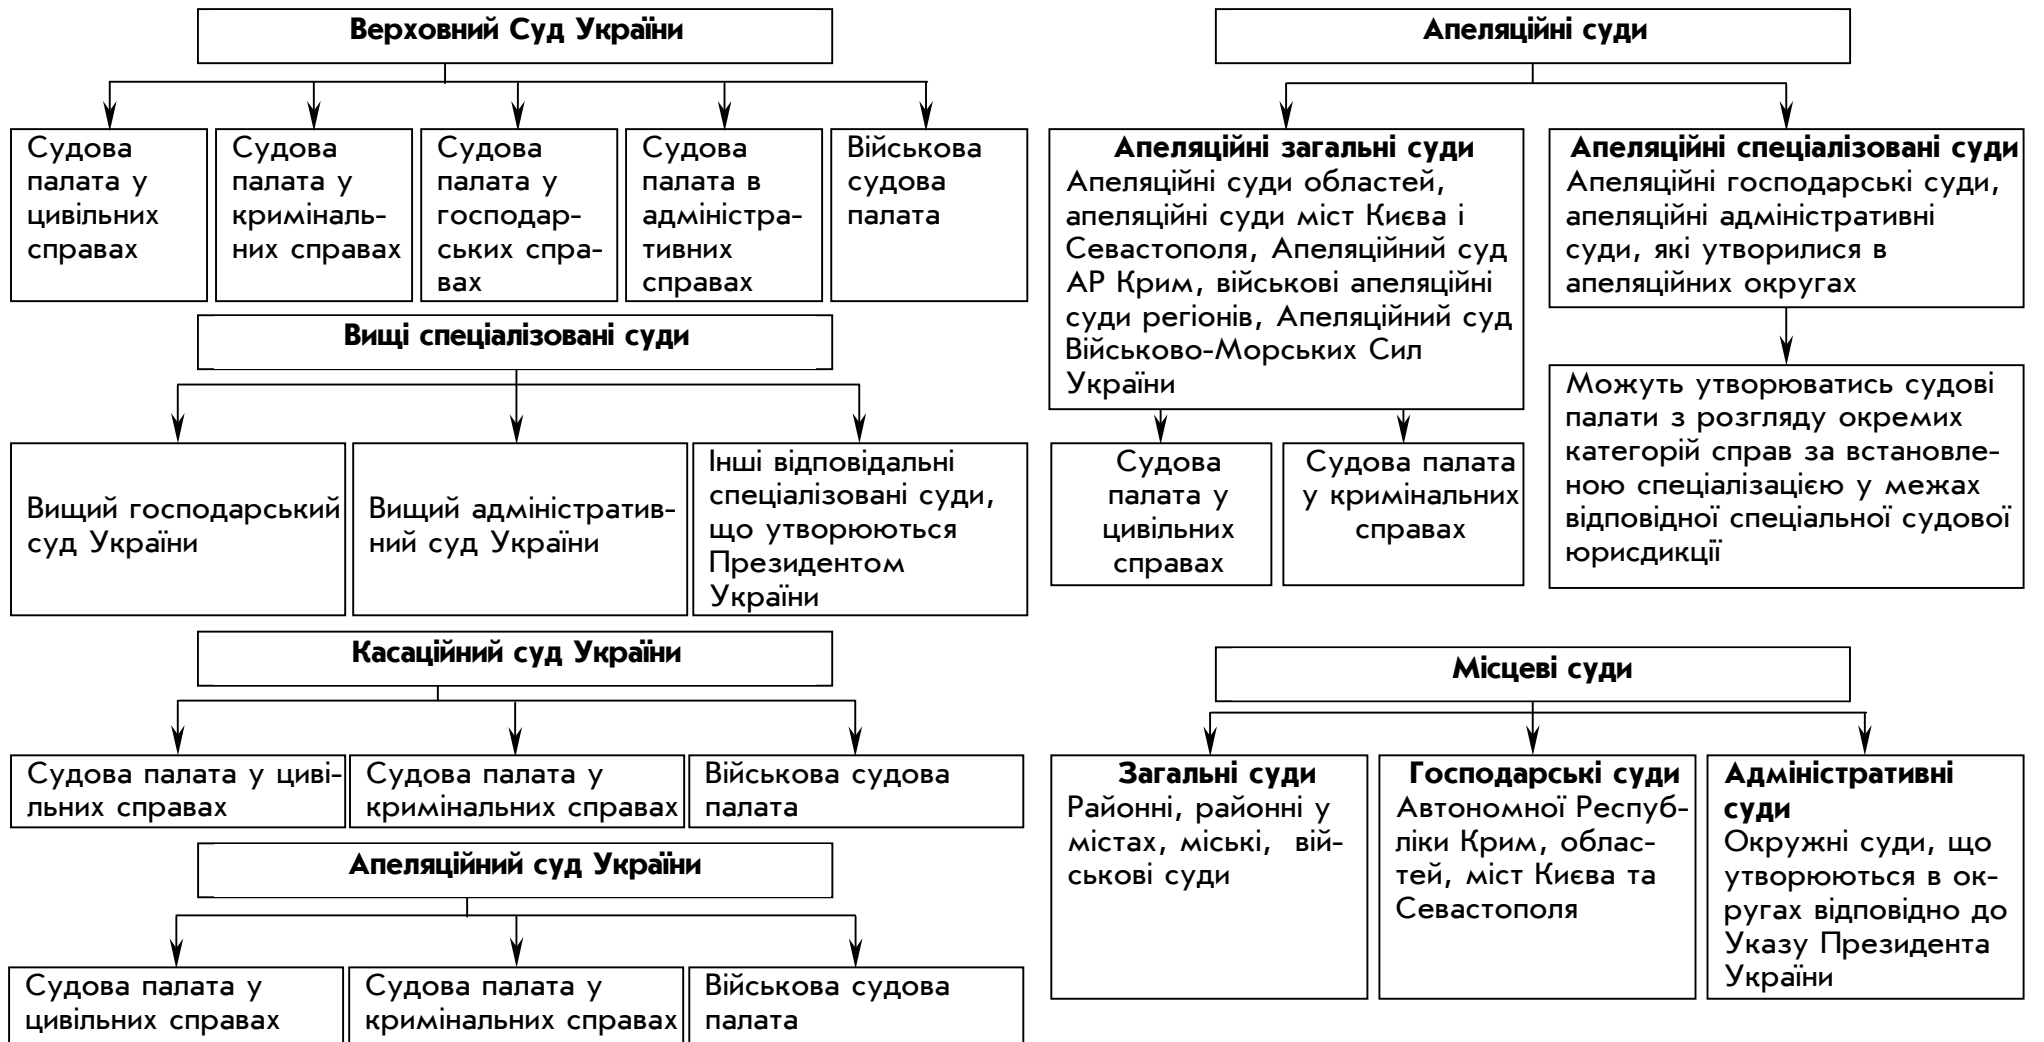 Верховний Суд України
Судова
палата у
цивільних
справах
Судова
палата у
криміналь-
них справах
Судова
палата у
господар-
ських спра-
вах
Судова
палата в
адміністра-
тивних
справах
Військова
судова
палата
Вищі спеціалізовані суди
Вищий господарський
суд України
Вищий адміністратив-
ний суд України
Інші відповідальні
спеціалізовані суди,
що утворюються
Президентом
України
Касаційний суд України
Судова палата у циві-
льних справах
Судова палата у
кримінальних справах
Військова судова
палата
Апеляційний суд України
Судова палата у
цивільних справах
Судова палата у
кримінальних справах
Військова судова
палата
Апеляційні суди
Апеляційні загальні суди
Апеляційні суди областей,
апеляційні суди міст Києва і
Севастополя, Апеляційний суд
АР Крим, військові апеляційні
суди регіонів, Апеляційний суд
Військово-Морських Сил
України
Судова
палата у
цивільних
справах
Судова палата
у кримінальних
справах
Апеляційні спеціалізовані суди
Апеляційні господарські суди,
апеляційні адміністративні
суди, які утворилися в
апеляційних округах
Можуть утворюватись судові
палати з розгляду окремих
категорій справ за встановле-
ною спеціалізацією у межах
відповідної спеціальної судової
юрисдикції
Місцеві суди
Загальні суди
Районні, районні у
містах, міські, вій-
ськові суди
Господарські суди
Автономної Респуб-
ліки Крим, облас-
тей, міст Києва та
Севастополя
Адміністративні
суди
Окружні суди, що
утворюються в ок-
ругах відповідно до
Указу Президента
України